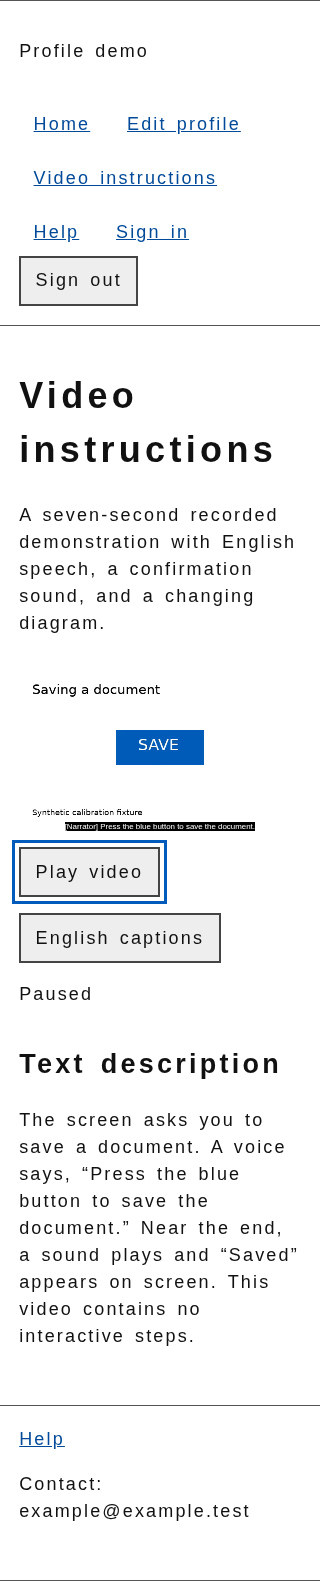 Profile demo
Home Edit profile
Video instructions
Help Sign in
Sign out
Video
instructions
A seven-second recorded
demonstration with English
speech, a confirmation
sound, and a changing
diagram.
Saving a document
SAVE
Synthetic calibration fixture
[Narrator] Press the blue button to save the document.
Play video
English captions
Paused
Text description
The screen asks you to
save a document. A voice
says, “Press the blue
button to save the
document.” Near the end,
a sound plays and “Saved”
appears on screen. This
video contains no
interactive steps.
Help
Contact:
example@example.test